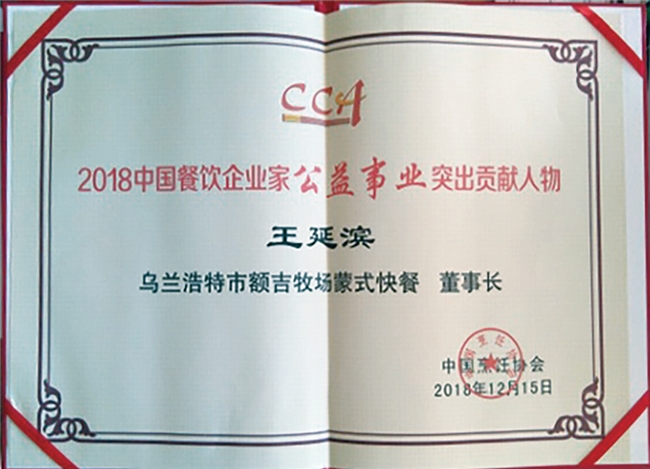 CCA
2018中国餐饮企业家公益事业突出贡献人物
王延滨
乌兰浩特市额吉牧场蒙式快餐 董事长
中国烹饪协会
2018年12月15日